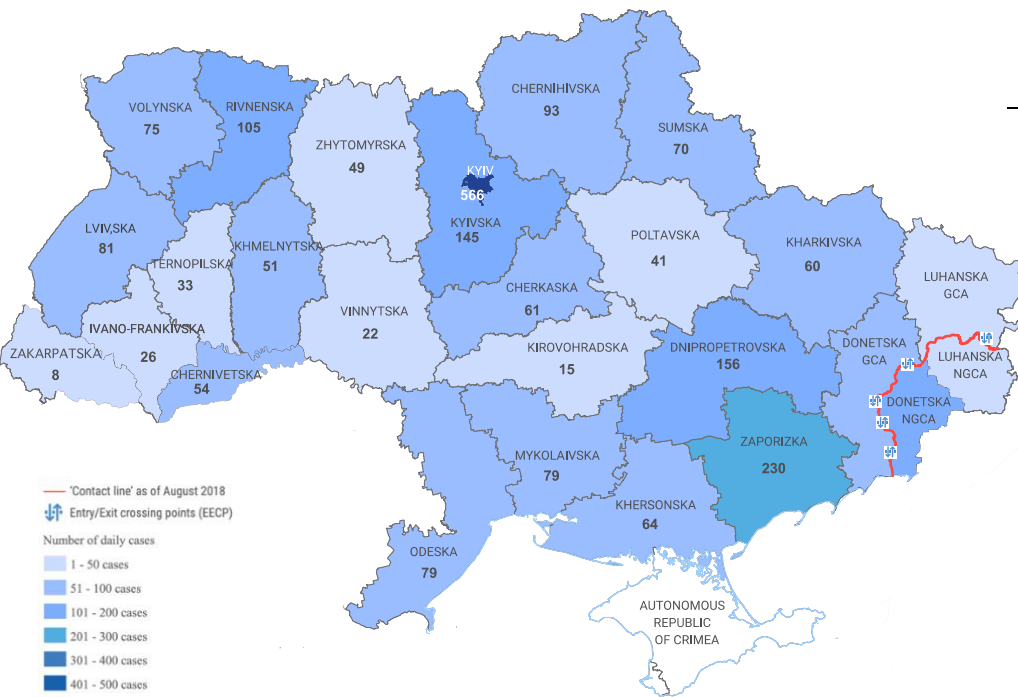 CHERNIHIVSKA
93
VOLYNSKA
75
RIVNENSKA
105
SUMSKA
70
ZHYTOMYRSKA
49
KYIV
566
KYIVSKA
145
LVIV,SKA
81
KHMELNYTSKA
51
POLTAVSKA
41
KHARKIVSKA
60
TERNOPILSKA
33
LUHANSKA
GCA
CHERKASKA
61
VINNYTSKA
22
IVANO-FRANKIVSKA
26
ZAKARPATSKA
8
CHERNIVETSKA
54
KIROVOHRADSKA
15
DNIPROPETROVSKA
156
DONETSKA
GCA
LUHANSKA
NGCA
DONETSKA
NGCA
ZAPORIZKA
230
MYKOLAIVSKA
79
KHERSONSKA
64
ODESKA
79
AUTONOMOUS
REPUBLIC
OF CRIMEA
'Contact line' as of August 2018
Entry/Exit crossing points (EECP)
Number of daily cases
1 - 50 cases
51 - 100 cases
101 - 200 cases
201 - 300 cases
301 - 400 cases
401 - 500 cases